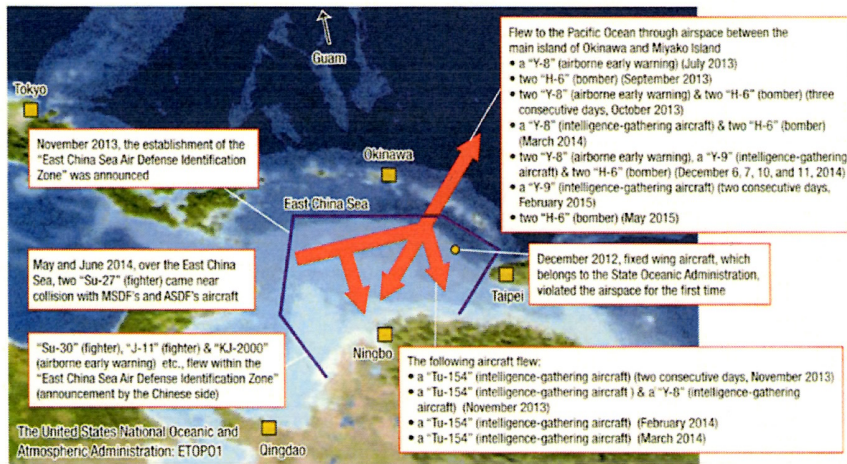 Guam
Tokyo
Okinawa
East China Sea
Taipei
Ningbo
Qingdao
Flew to the Pacific Ocean through airspace between the
main island of Okinawa and Miyako Island
• a "Y-8" (airborne early warning) (July 2013)
• two "H-6" (bomber) (September 2013)
• two "Y-8" (airborne early warning) & two "H-6" (bomber) (three
consecutive days, October 2013)
• a "Y-8" (intelligence-gathering aircraft) & two "H-6" (bomber)
(March 2014)
• two "Y-8" (airborne early warning), a "Y-9" (intelligence-gathering
aircraft) & two "H-6" (bomber) (December 6, 7, 10, and 11, 2014)
• a "Y-9" (intelligence-gathering aircraft) (two consecutive days,
February 2015)
• two "H-6" (bomber) (May 2015)
November 2013, the establishment of the
"East China Sea Air Defense Identification
Zone" was announced
May and June 2014, over the East China
Sea, two "Su-27" (fighter) came near
collision with MSDF's and ASDF's aircraft
December 2012, fixed wing aircraft, which
belongs to the State Oceanic Administration,
violated the airspace for the first time
"Su-30" (fighter), "J-11" (fighter) & "KJ-2000"
(airborne early warning) etc., flew within the
"East China Sea Air Defense Identification Zone"
(announcement by the Chinese side)
The following aircraft flew:
• a "Tu-154" (intelligence-gathering aircraft) (two consecutive days, November 2013)
• a "Tu-154" (intelligence-gathering aircraft ) & a "Y-8" (intelligence-gathering
aircraft) (November 2013)
• a "Tu-154" (intelligence-gathering aircraft) (February 2014)
• a "Tu-154" (intelligence-gathering aircraft) (March 2014)
The United States National Oceanic and
Atmospheric Administration: ETOPO1